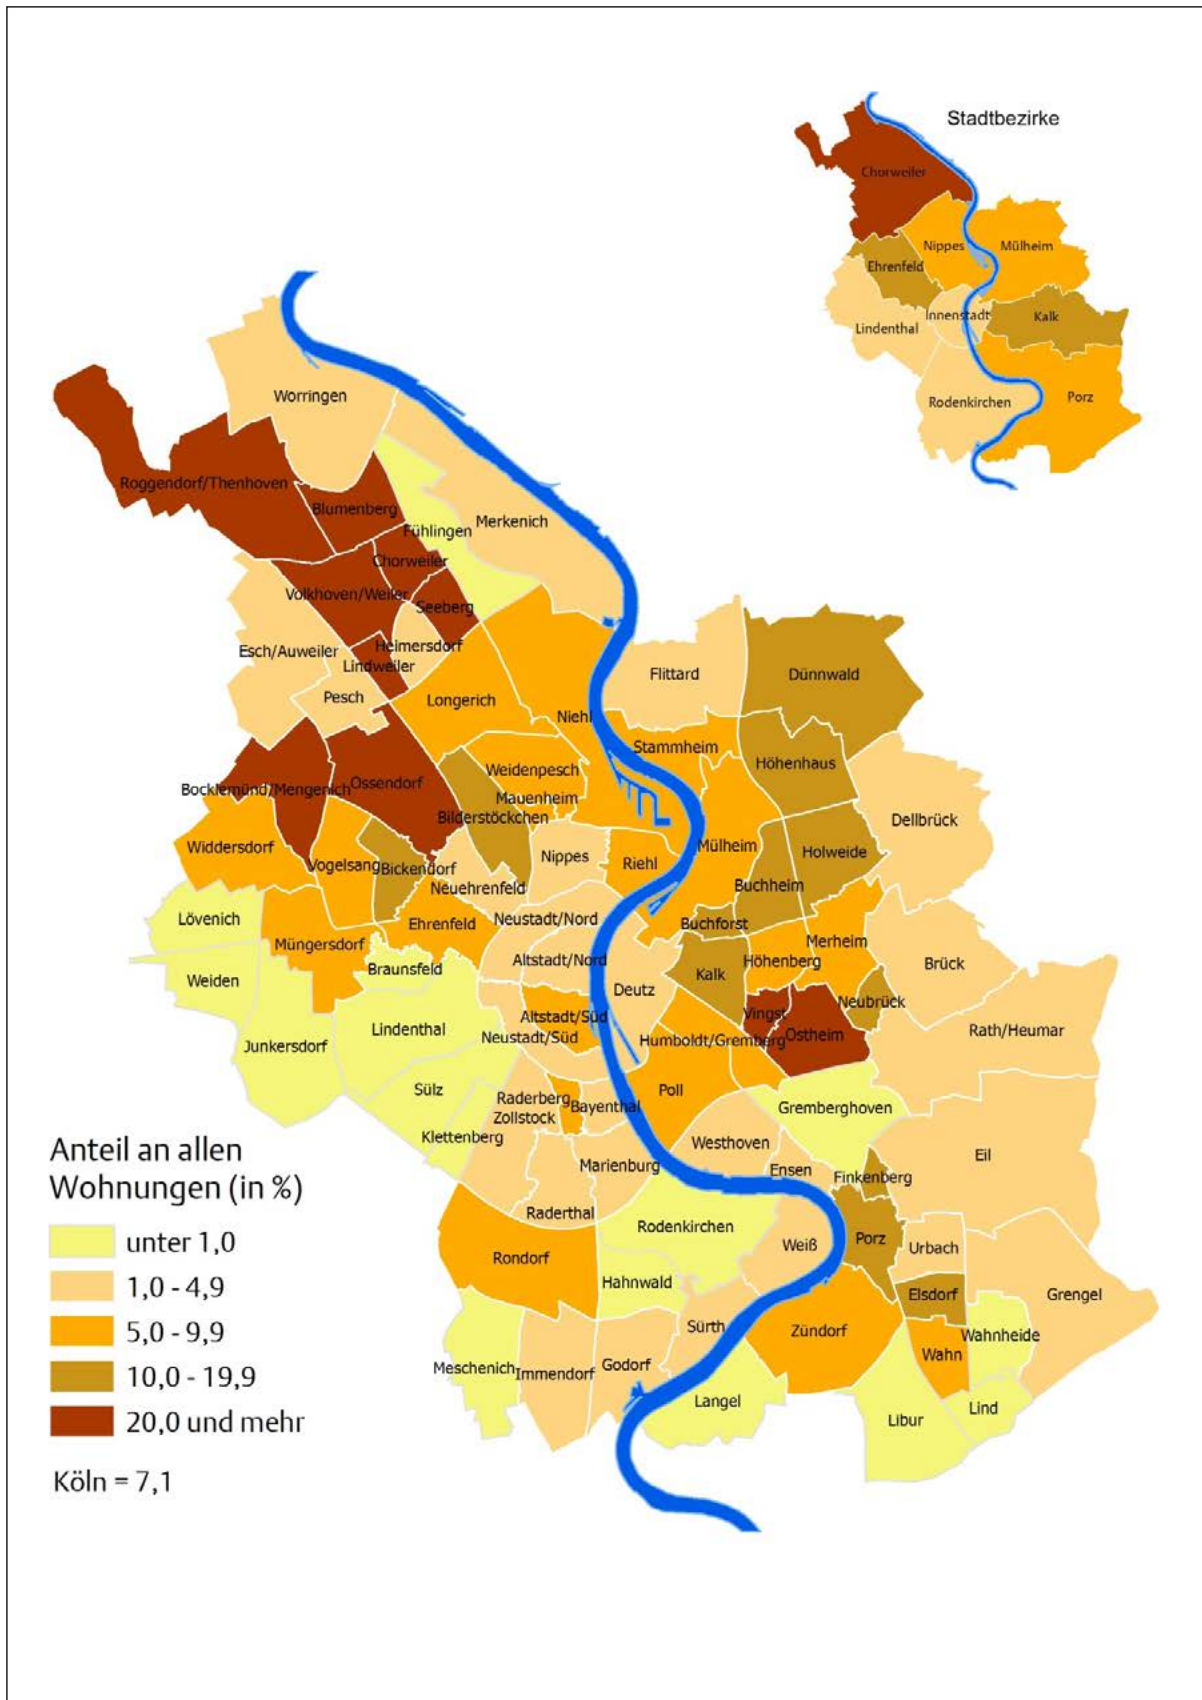 Stadtbezirke
Chorweiler
Nippes
Mülheim
Ehrenfeld
Innenstadt
Kalk
Lindenthal
Rodenkirchen
Porz
Worringen
Roggendorf/Thenhoven
Blumenberg
Merkenich
Fühlingen
Chorweiler
Volkhoven/Weiler
Seeberg
Heimersdorf
Esch/Auweiler
Lindweiler
Pesch
Flittard
Dünnwald
Longerich
Niehl
Stammheim
Höhenhaus
Weidenpesch
Ossendorf
Bocklemünd/Mengenich
Mauenheim
Bilderstöckchen
Dellbrück
Widdersdorf
Mülheim
Holweide
Nippes
Riehl
Vogelsang
Bickendorf
Buchheim
Neuehrenfeld
Lövenich
Neustadt/Nord
Ehrenfeld
Buchforst
Müngersdorf
Merheim
Altstadt/Nord
Höhenberg
Brück
Braunsfeld
Kalk
Weiden
Deutz
Neubrück
Vingst
Altstadt/Süd
Lindenthal
Rath/Heumar
Neustadt/Süd
Humboldt/Gremberg
Ostheim
Junkersdorf
Sülz
Poll
Raderberg
Bayenthal
Gremberghoven
Zollstock
Klettenberg
Westhoven
Eil
Marienburg
Ensen
Finkenberg
Raderthal
Rodenkirchen
Porz
Weiß
Urbach
Rondorf
Hahnwald
Elsdorf
Grengel
Sürth
Zündorf
Wahnheide
Wahn
Godorf
Meschenich
Immendorf
Langel
Lind
Libur
Anteil an allen
Wohnungen (in %)
unter 1,0
1,0 - 4,9
5,0 - 9,9
10,0 - 19,9
20,0 und mehr
Köln = 7,1